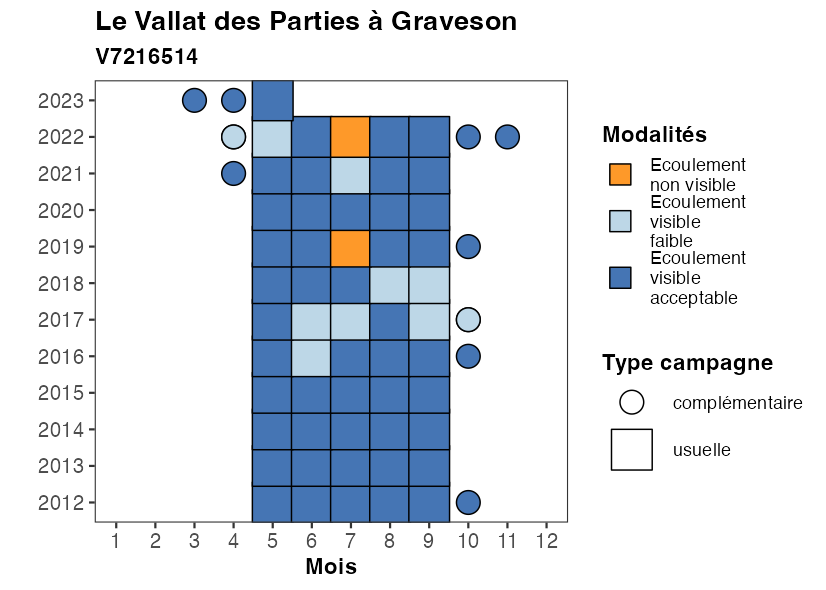 Le Vallat des Parties à Graveson
V7216514
2023
2022
2021
2020
2019
2018
2017
2016
2015
2014
2013
2012
1 2 3 4 5 6 7 8 9 10 11 12
Mois
Modalités
Ecoulement
non visible
Ecoulement
visible
faible
Ecoulement
visible
acceptable
Type campagne
complémentaire
usuelle